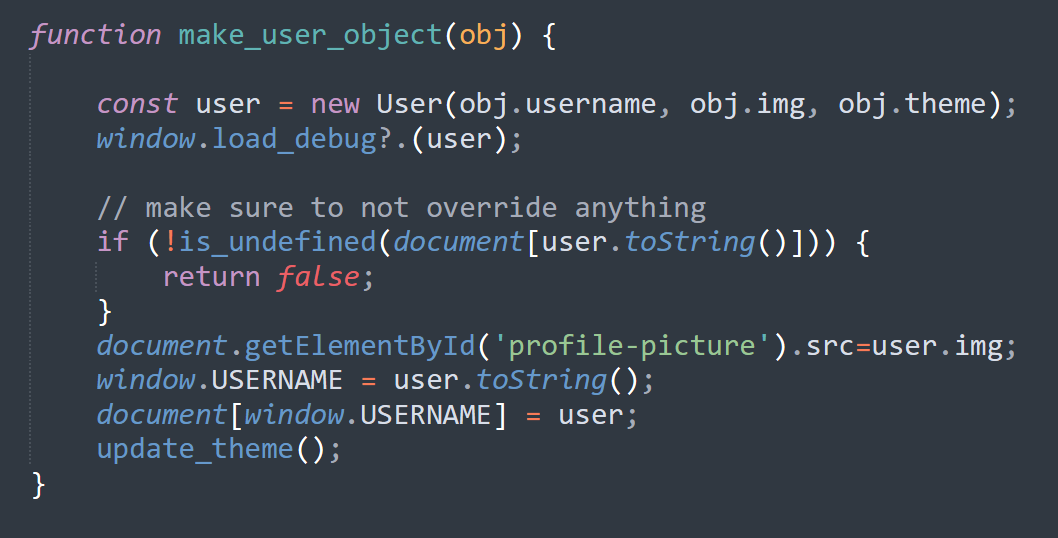 function make_user_object(obj) {
const user = new User(obj.username, obj.img, obj.theme);
window.load_debug?.(user);
// make sure to not override anything
if (!is_undefined(document[user.toString()])) {
return false;
}
document.getElementById('profile-picture').src=user.img;
window.USERNAME = user.toString();
document[window.USERNAME] = user;
update_theme();
}